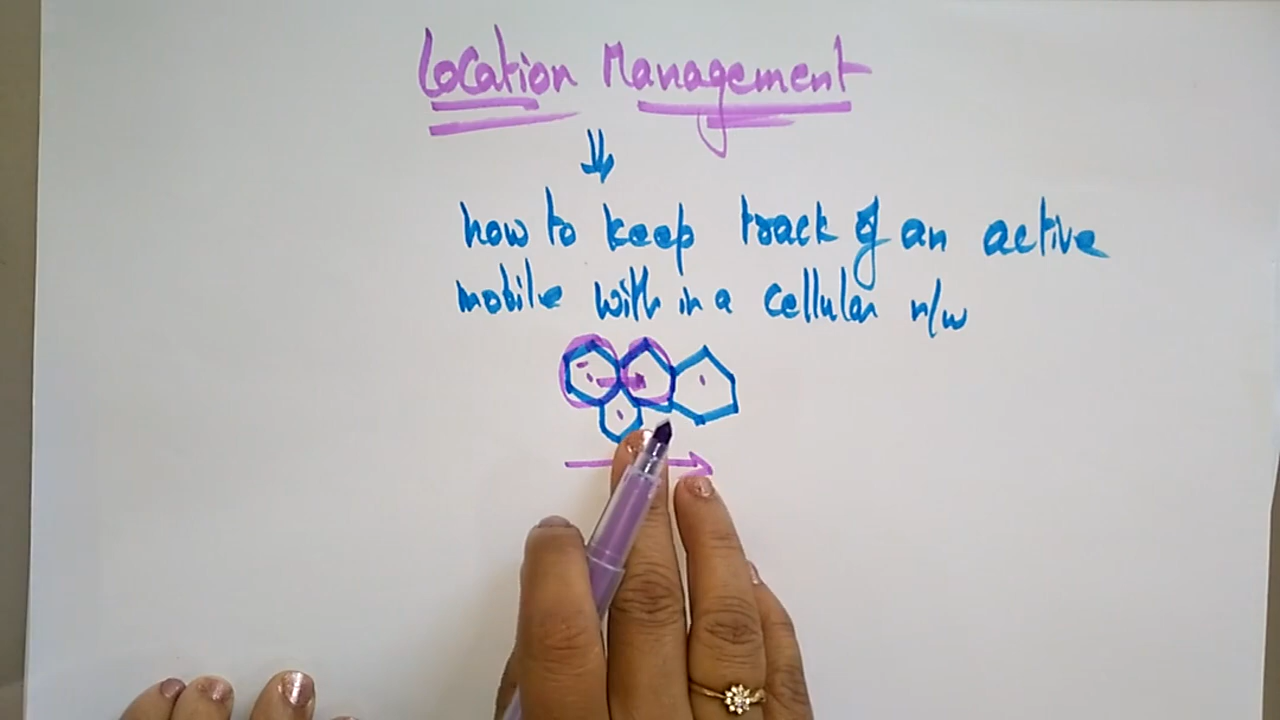 Location Management
how to keep track of an active
mobile with in a cellular n/w